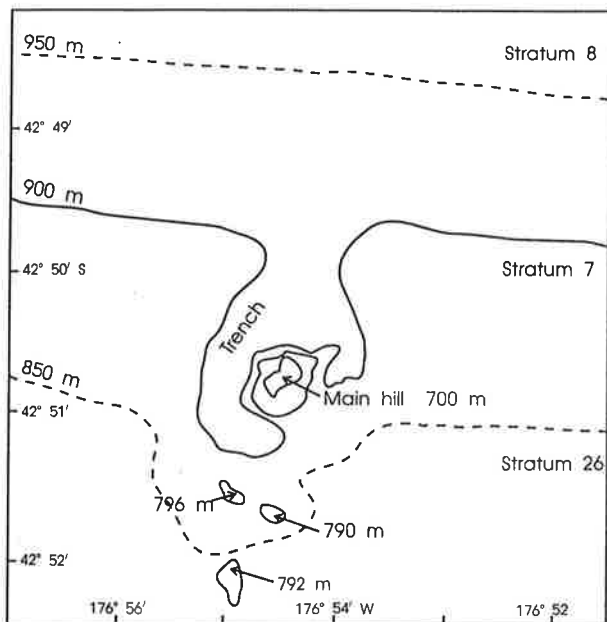 950 m
Stratum 8
42° 49'
900 m
42° 50' S
Stratum 7
Trench
850 m
Main hill 700 m
42° 51'
Stratum 26
796 m
790 m
42° 52'
792 m
176° 56'
176° 54' W
176° 52